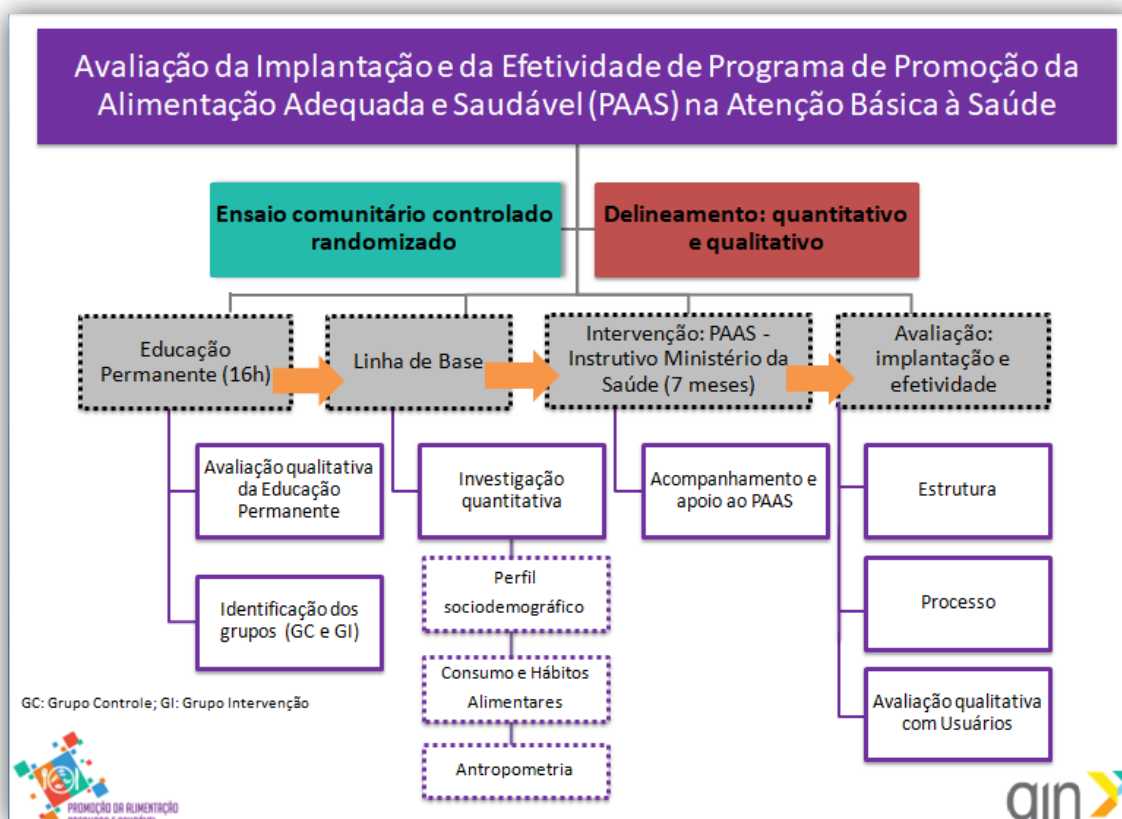 Avaliação da Implantação e da Efetividade de Programa de Promoção da
Alimentação Adequada e Saudável (PAAS) na Atenção Básica à Saúde
Ensaio comunitário controlado
randomizado
Delineamento: quantitativo
e qualitativo
Educação
Permanente (16h)
Linha de Base
Intervenção: PAAS -
Instrutivo Ministério da
Saúde (7 meses)
Avaliação:
implantação e
efetividade
Avaliação qualitativa
da Educação
Permanente
Identificação dos
grupos (GC e GI)
Investigação
quantitativa
Perfil
sociodemográfico
Consumo e Hábitos
Alimentares
Antropometria
Acompanhamento e
apoio ao PAAS
Estrutura
Processo
Avaliação qualitativa
com Usuários
GC: Grupo Controle; GI: Grupo Intervenção
PROMOÇÃO DA ALIMENTAÇÃO
gin